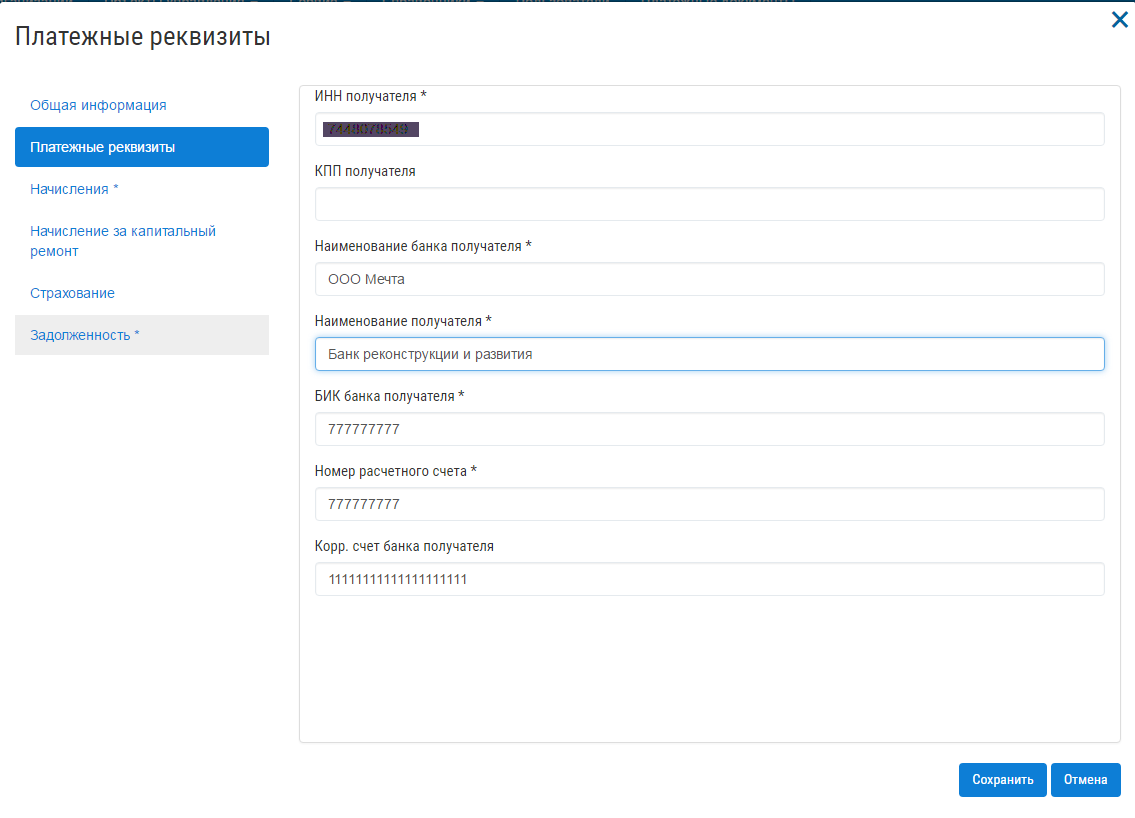 Платежные реквизиты
Общая информация
Платежные реквизиты
Начисления *
Начисление за капитальный
ремонт
Страхование
Задолженность *
ИНН получателя *
КПП получателя
Наименование банка получателя *
ООО Мечта
Наименование получателя *
Банк реконструкции и развития
БИК банка получателя *
777777777
Номер расчетного счета *
777777777
Корр. счет банка получателя
11111111111111111111
Сохранить
Отмена